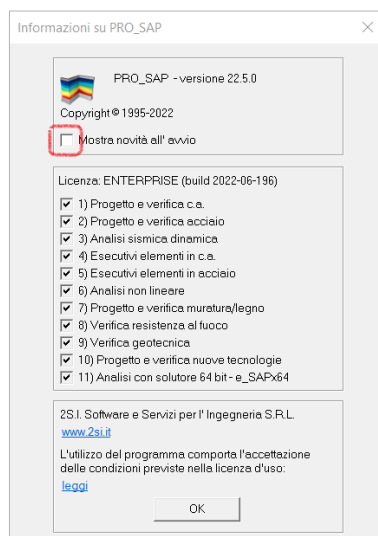 Informazioni su PRO_SAP
PRO_SAP - versione 22.5.0
Copyright © 1995-2022
Mostra novità all' avvio
Licenza: ENTERPRISE (build 2022-06-196)
1) Progetto e verifica c.a.
2) Progetto e verifica acciaio
3) Analisi sismica dinamica
4) Esecutivi elementi in c.a.
5) Esecutivi elementi in acciaio
6) Analisi non lineare
7) Progetto e verifica muratura/legno
8) Verifica resistenza al fuoco
9) Verifica geotecnica
10) Progetto e verifica nuove tecnologie
11) Analisi con solutore 64 bit - e_SAPx64
2S.I. Software e Servizi per l' Ingegneria S.R.L.
www.2si.it
L'utilizzo del programma comporta l'accettazione
delle condizioni previste nella licenza d'uso:
leggi
OK